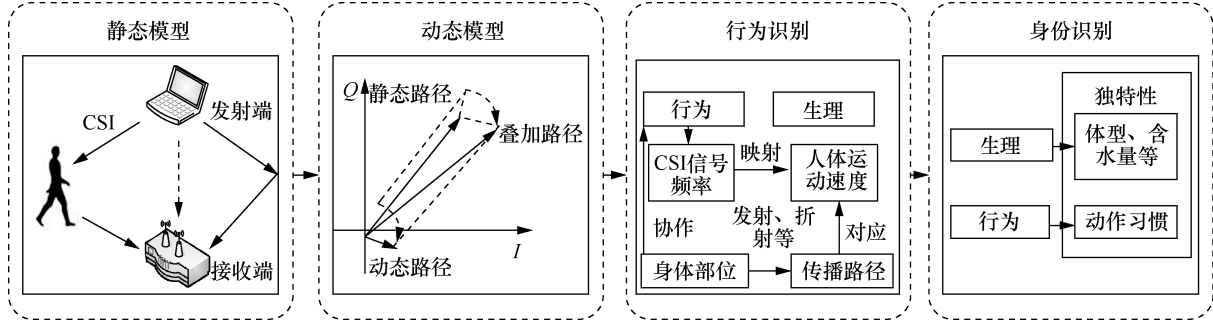 静态模型
发射端
CSI
接收端
动态模型
Q
静态路径
叠加路径
I
动态路径
行为识别
行为
生理
CSI信号
频率
映射
人体运
动速度
协作
发射、折
射等
对应
身体部位
传播路径
身份识别
独特性
生理
体型、含
水量等
行为
动作习惯